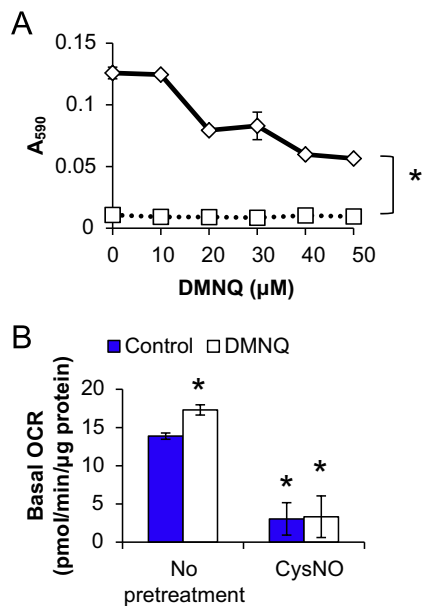 A
0.15
0.1
0.05
0
A590
*
0 10 20 30 40 50
DMNQ (µM)
B
Control DMNQ
20
15
10
5
0
Basal OCR
(pmol/min/µg protein)
*
* *
No
pretreatment
CysNO